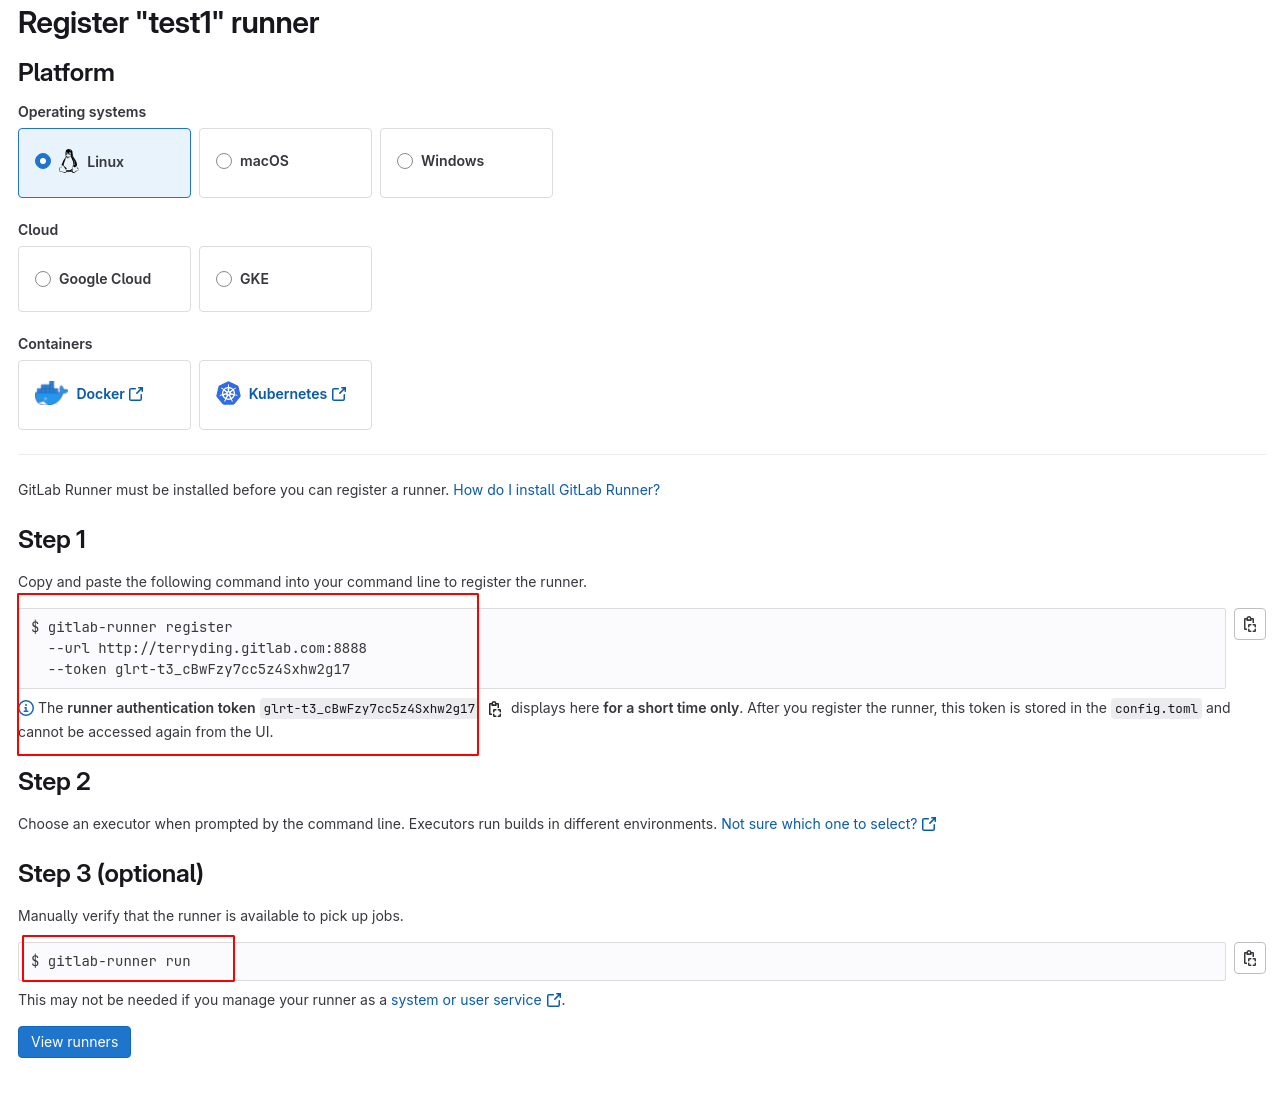 Register "test1" runner
Platform
Operating systems
Linux
macOS
Windows
Cloud
Google Cloud
GKE
Containers
Docker
Kubernetes
GitLab Runner must be installed before you can register a runner. How do I install GitLab Runner?
Step 1
Copy and paste the following command into your command line to register the runner.
$ gitlab-runner register
--url http://terryding.gitlab.com:8888
--token glrt-t3_cBwFzy7cc5z4Sxhw2g17
The runner authentication token glrt-t3_cBwFzy7cc5z4Sxhw2g17 displays here for a short time only. After you register the runner, this token is stored in the config.toml and
cannot be accessed again from the UI.
Step 2
Choose an executor when prompted by the command line. Executors run builds in different environments. Not sure which one to select?
Step 3 (optional)
Manually verify that the runner is available to pick up jobs.
$ gitlab-runner run
This may not be needed if you manage your runner as a system or user service.
View runners